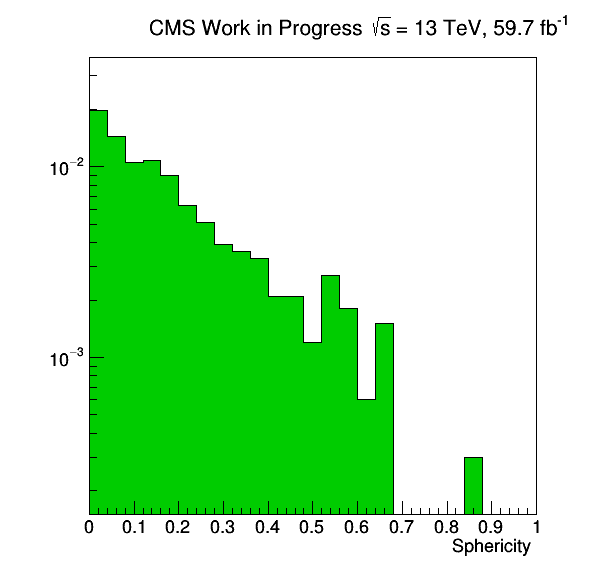 CMS Work in Progress √s = 13 TeV, 59.7 fb⁻¹
10⁻²
10⁻³
0 0.1 0.2 0.3 0.4 0.5 0.6 0.7 0.8 0.9 1
Sphericity